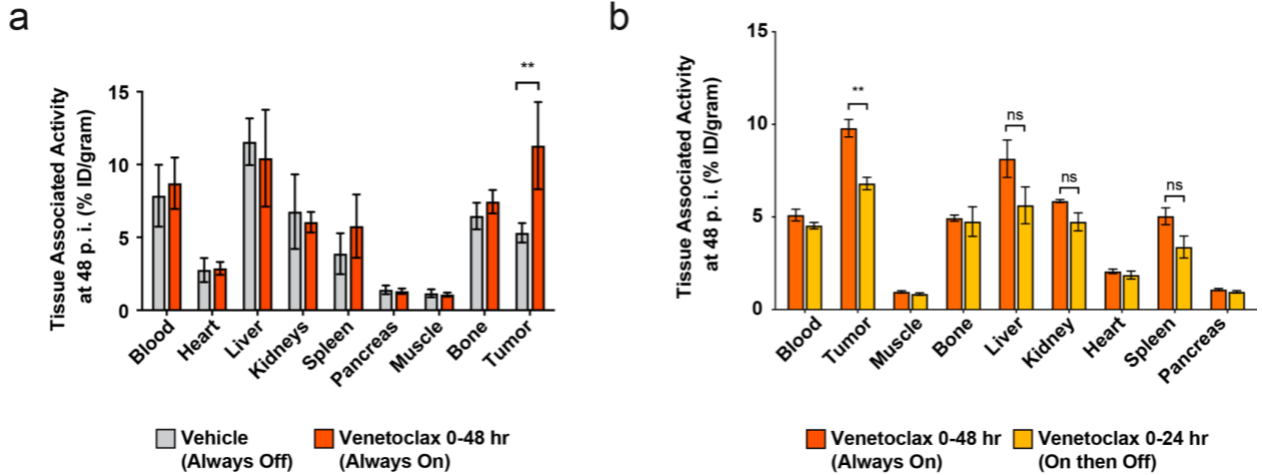 a
Tissue Associated Activity
at 48 p. i. (% ID/gram)
15
10
5
0
**
Blood
Heart
Liver
Kidneys
Spleen
Pancreas
Muscle
Bone
Tumor
Vehicle
(Always Off)
Venetoclax 0-48 hr
(Always On)
b
Tissue Associated Activity
at 48 p. i. (% ID/gram)
15
10
5
0
**
ns
ns
ns
Blood
Tumor
Muscle
Bone
Liver
Kidney
Heart
Spleen
Pancreas
Venetoclax 0-48 hr
(Always On)
Venetoclax 0-24 hr
(On then Off)